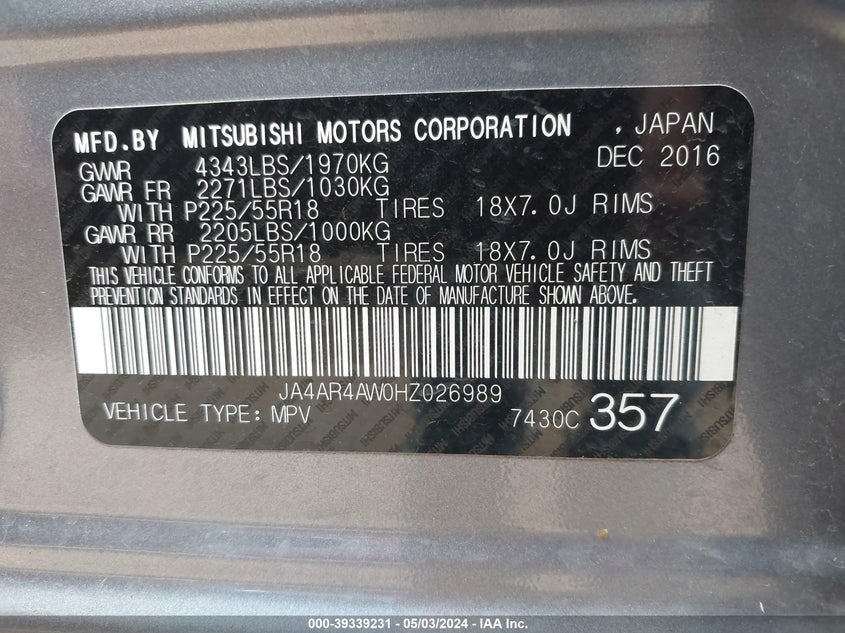 MFD.BY MITSUBISHI MOTORS CORPORATION , JAPAN
GVWR 4343LBS/1970KG DEC 2016
GAWR FR 2271LBS/1030KG
WITH P225/55R18 TIRES 18X7.0J RIMS
GAWR RR 2205LBS/1000KG
WITH P225/55R18 TIRES 18X7.0J RIMS
THIS VEHICLE CONFORMS TO ALL APPLICABLE FEDERAL MOTOR VEHICLE SAFETY AND THEFT
PREVENTION STANDARDS IN EFFECT ON THE DATE OF MANUFACTURE SHOWN ABOVE.
JA4AR4AW0HZ026989
VEHICLE TYPE: MPV 7430C 357
000-39339231 - 05/03/2024 - IAA Inc.